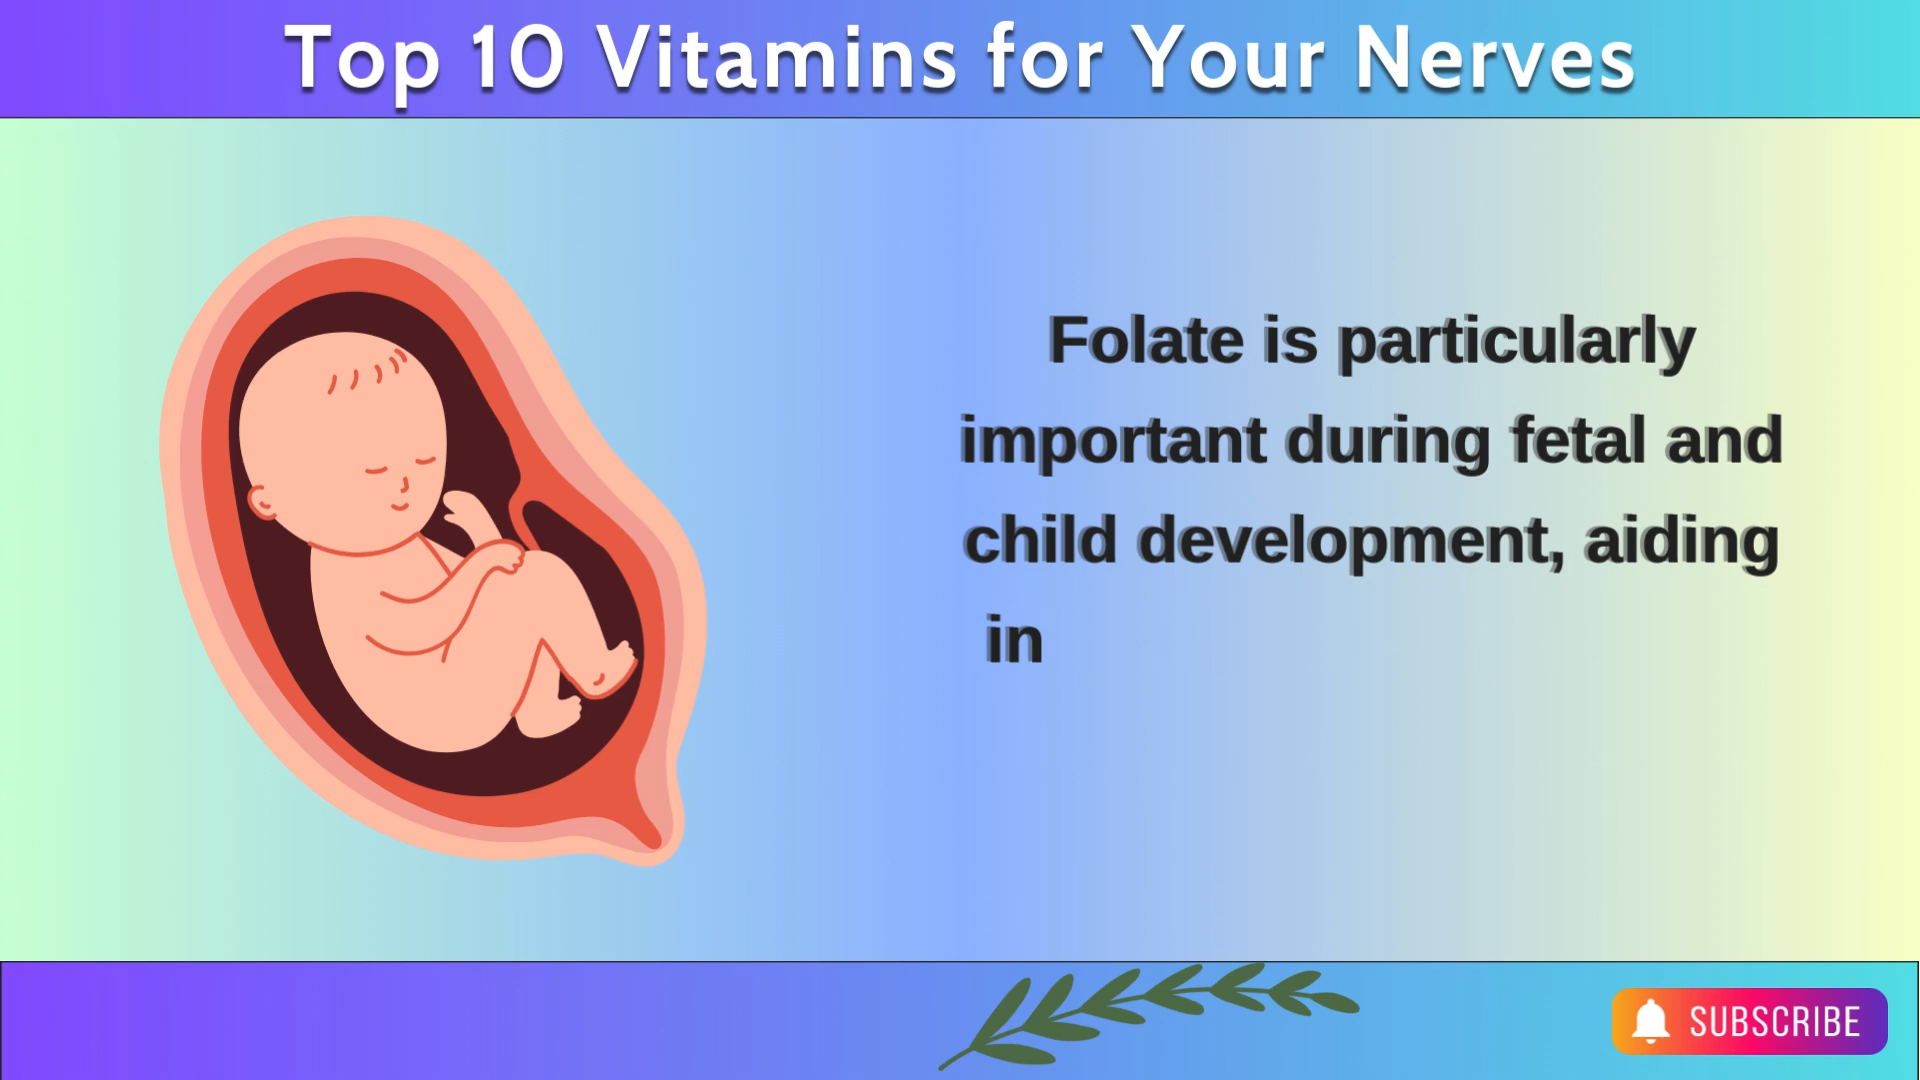 Top 10 Vitamins for Your Nerves
Folate is particularly
important during fetal and
child development, aiding
in
SUBSCRIBE